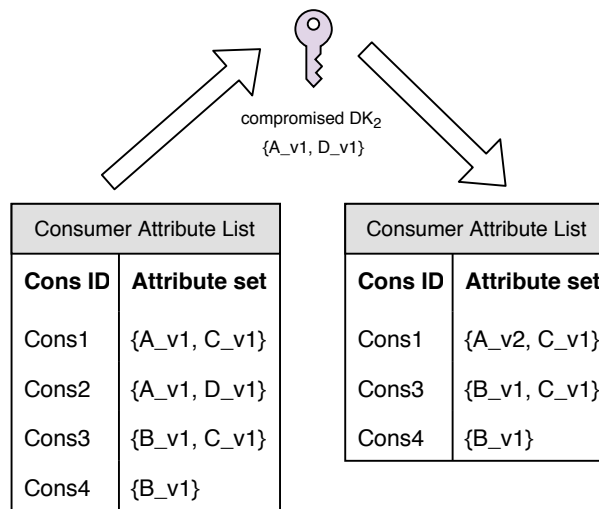 compromised DK₂
{A_v1, D_v1}
Consumer Attribute List
Cons ID Attribute set
Cons1 {A_v1, C_v1}
Cons2 {A_v1, D_v1}
Cons3 {B_v1, C_v1}
Cons4 {B_v1}
Consumer Attribute List
Cons ID Attribute set
Cons1 {A_v2, C_v1}
Cons3 {B_v1, C_v1}
Cons4 {B_v1}